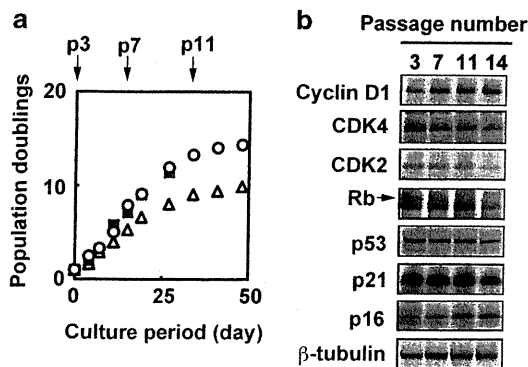 a
p3 p7 p11
Population doublings
20
10
0
0 25 50
Culture period (day)
b
Passage number
3 7 11 14
Cyclin D1
CDK4
CDK2
Rb
p53
p21
p16
β-tubulin